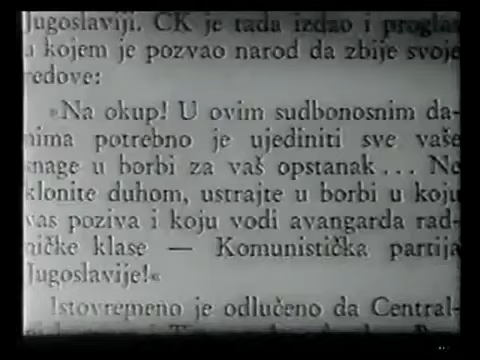 Jugoslaviji. CK je tada izdao i proglas
u kojem je pozvao narod da zbije svoje
redove:
»Na okup! U ovim sudbonosnim da-
nima potrebno je ujediniti sve vaše
snage u borbi za vaš opstanak... Ne
klonite duhom, ustrajte u borbi u koju
vas poziva i koju vodi avangarda rad-
ničke klase — Komunistička partija
Jugoslavije!«
Istovremeno je odlučeno da Central-